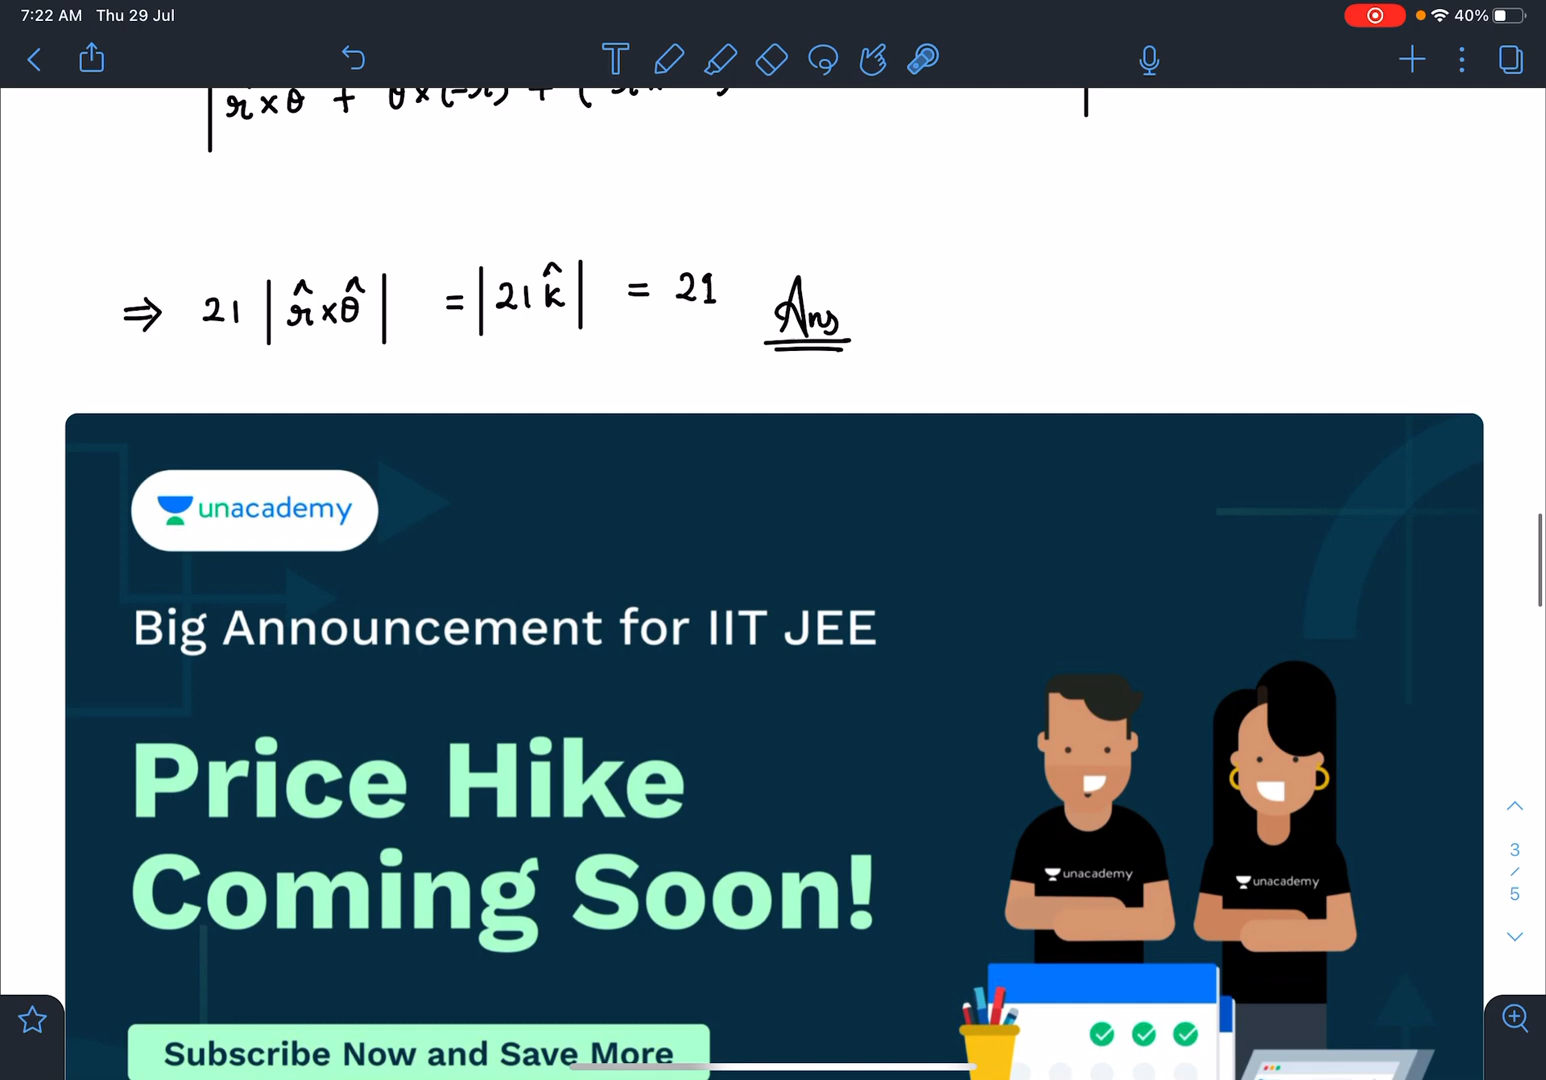 7:22 AM Thu 29 Jul 40%
r × θ + θ × (-r) + (
⇒ 21 | r̂ × θ̂ | = | 21 k̂ | = 21 Ans
unacademy
Big Announcement for IIT JEE
Price Hike
Coming Soon!
unacademy unacademy
Subscribe Now and Save More
3
/
5